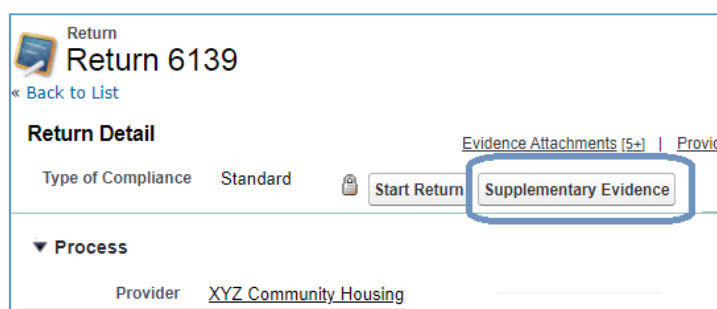 Return
Return 6139
« Back to List
Return Detail
Evidence Attachments [5+] |
Type of Compliance Standard Start Return Supplementary Evidence
Process
Provider XYZ Community Housing